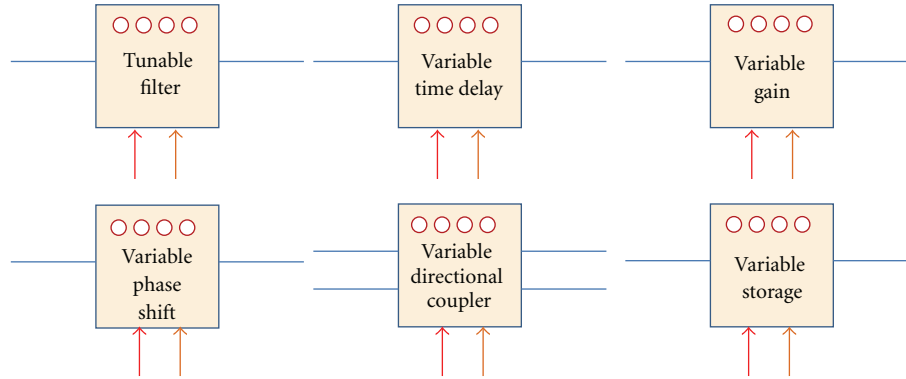 Tunable
filter
Variable
time delay
Variable
gain
Variable
phase
shift
Variable
directional
coupler
Variable
storage